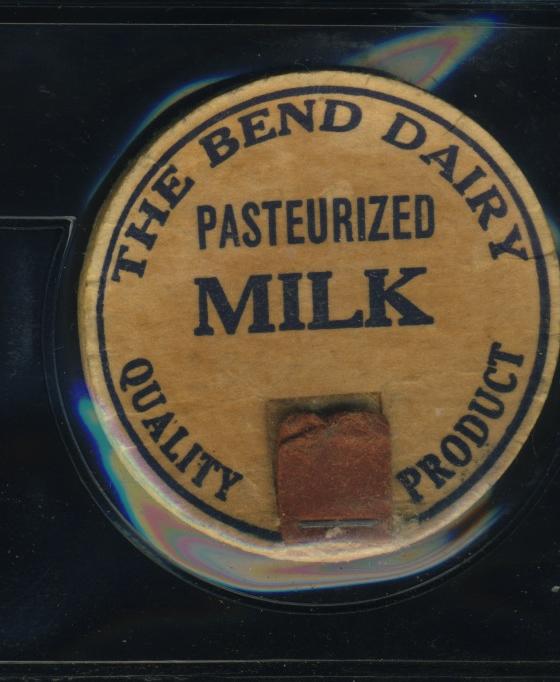 THE BEND DAIRY
PASTEURIZED
MILK
QUALITY PRODUCT